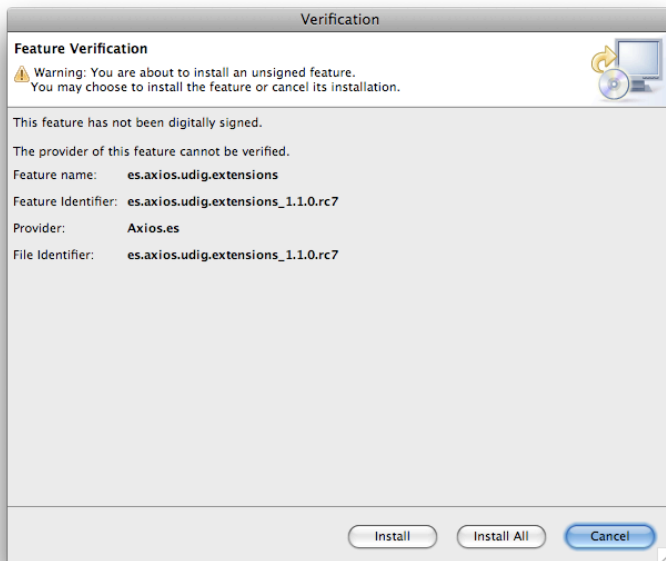 Verification
Feature Verification
Warning: You are about to install an unsigned feature.
You may choose to install the feature or cancel its installation.
This feature has not been digitally signed.
The provider of this feature cannot be verified.
Feature name: es.axios.udig.extensions
Feature Identifier: es.axios.udig.extensions_1.1.0.rc7
Provider: Axios.es
File Identifier: es.axios.udig.extensions_1.1.0.rc7
Install Install All Cancel